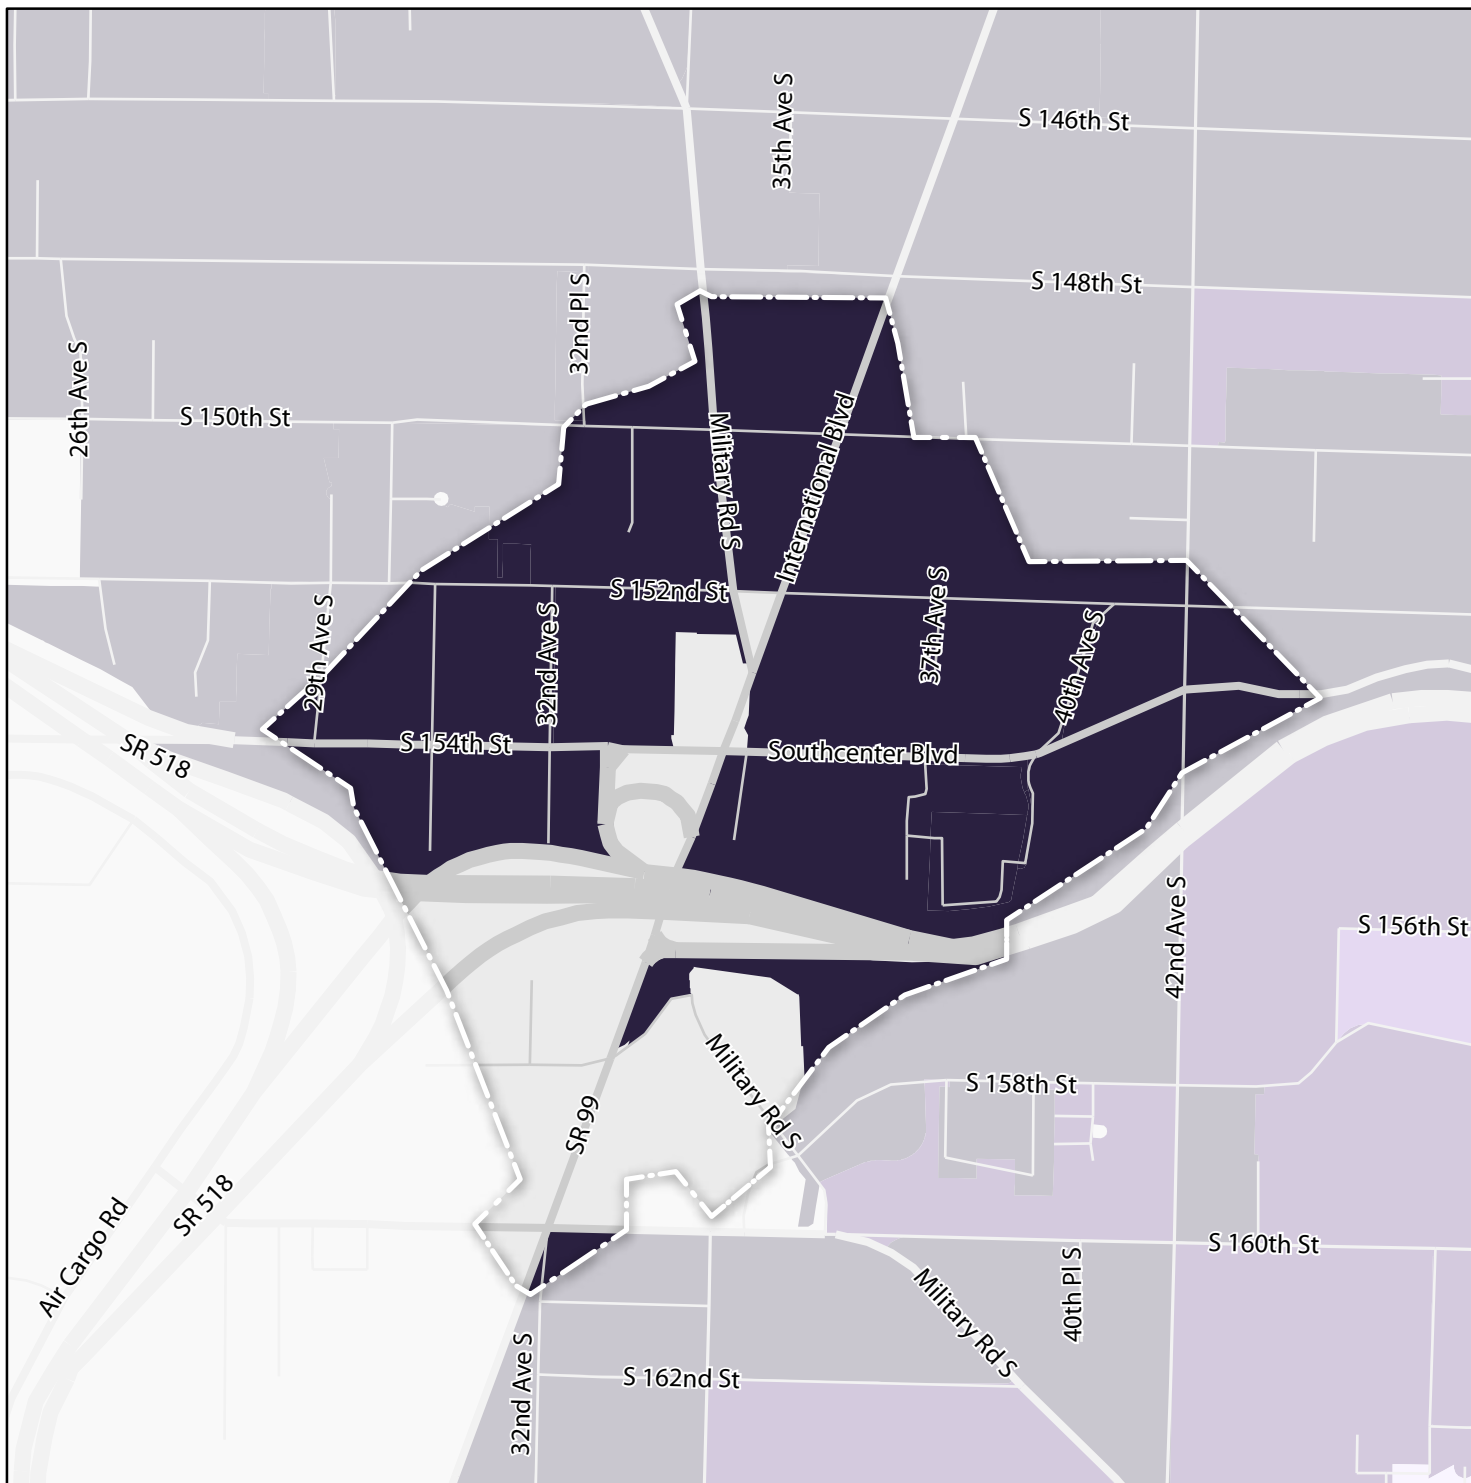 35th Ave S
S 146th St
S 148th St
32nd Pl S
26th Ave S
S 150th St
Military Rd S
International Blvd
S 152nd St
37th Ave S
29th Ave S
32nd Ave S
40th Ave S
SR 518
S 154th St
Southcenter Blvd
42nd Ave S
S 156th St
Military Rd S
S 158th St
SR 99
SR 518
Air Cargo Rd
S 160th St
40th Pl S
Military Rd S
32nd Ave S
S 162nd St